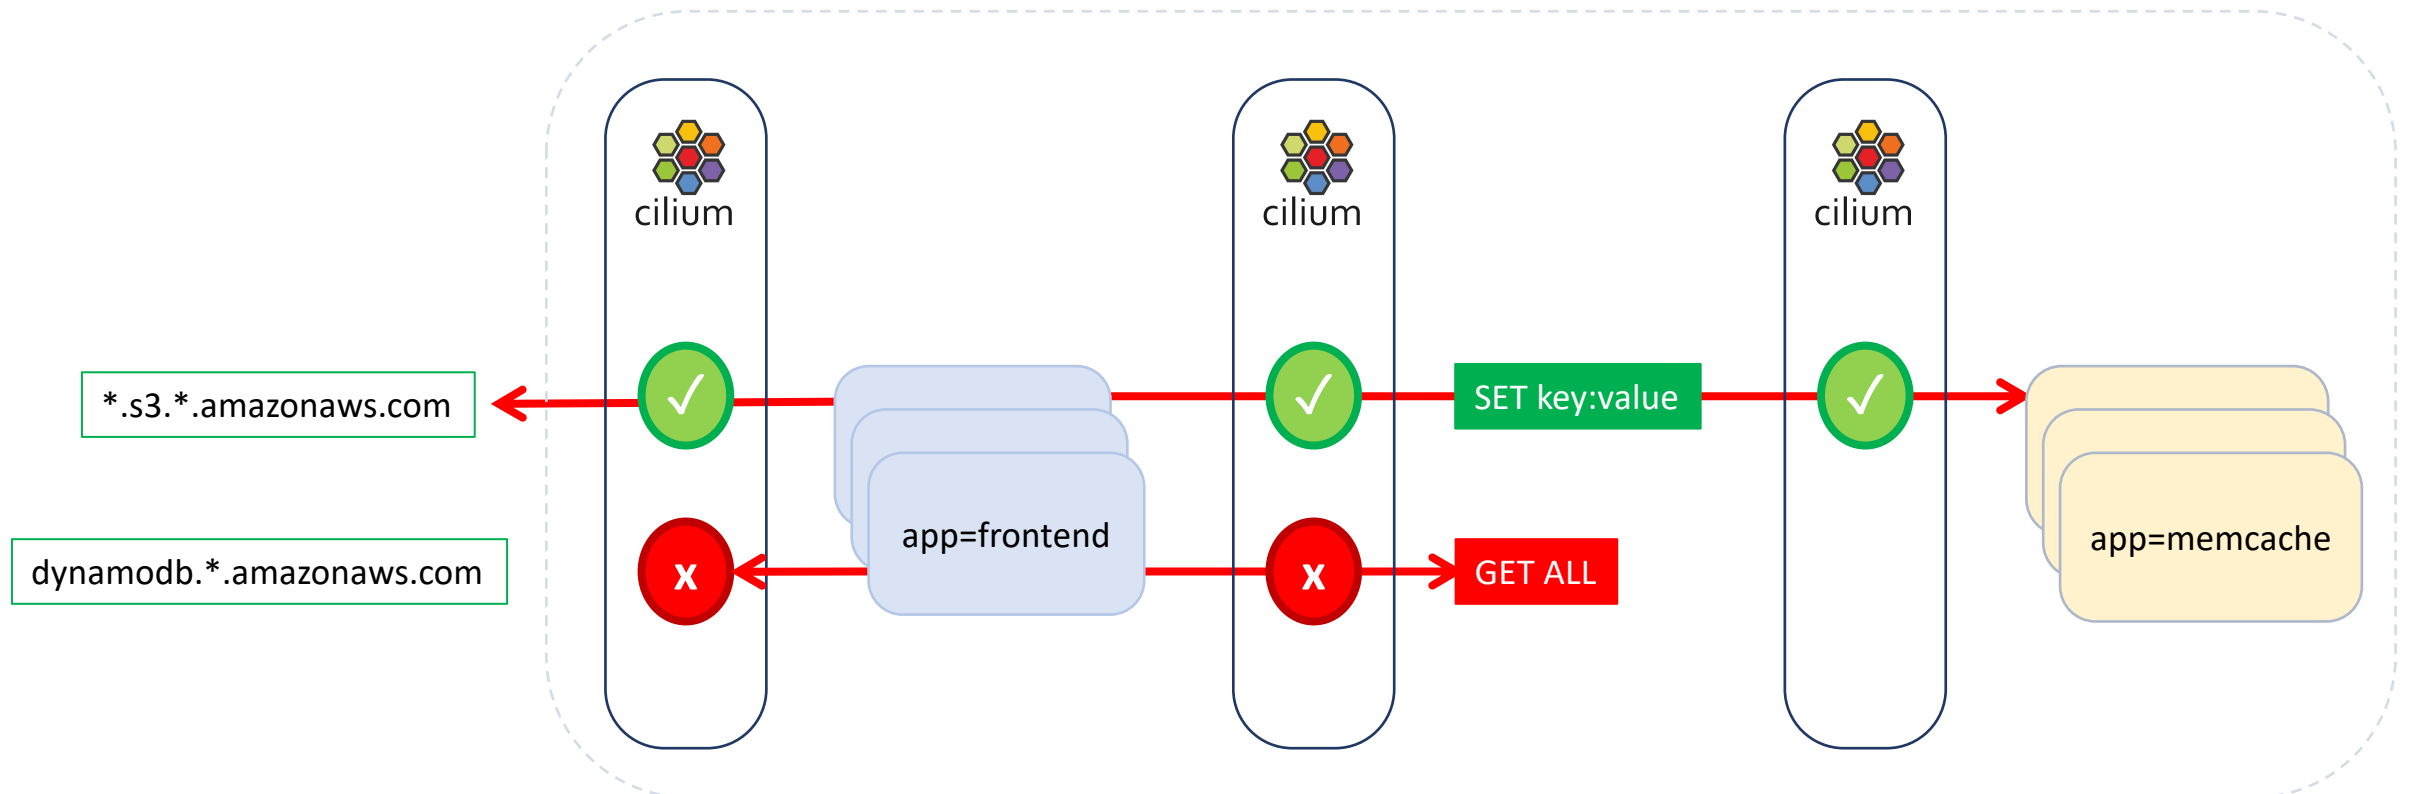 cilium
cilium
cilium
*.s3.*.amazonaws.com
SET key:value
app=frontend
app=memcache
dynamodb.*.amazonaws.com
x
x
GET ALL